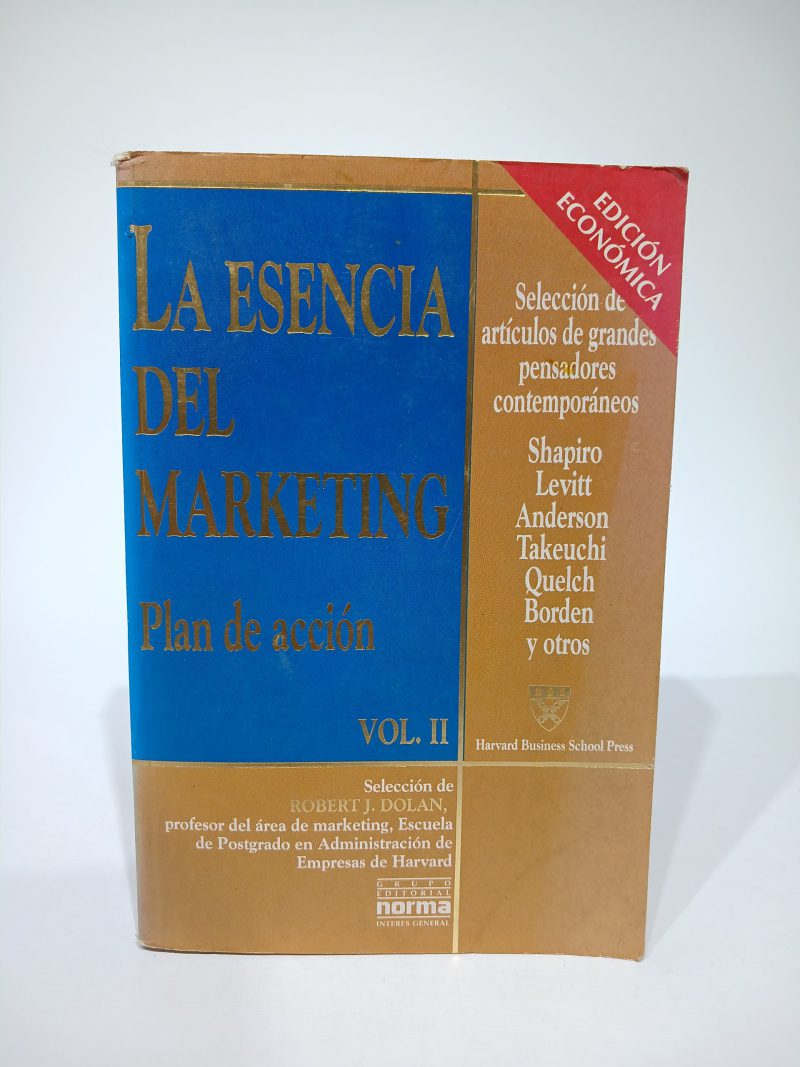 LA ESENCIA
DEL
MARKETING
Plan de acción
VOL. II
EDICIÓN
ECONÓMICA
Selección de
artículos de grandes
pensadores
contemporáneos
Shapiro
Levitt
Anderson
Takeuchi
Quelch
Borden
y otros
Harvard Business School Press
Selección de
ROBERT J. DOLAN,
profesor del área de marketing, Escuela
de Postgrado en Administración de
Empresas de Harvard
GRUPO
EDITORIAL
norma
INTERES GENERAL